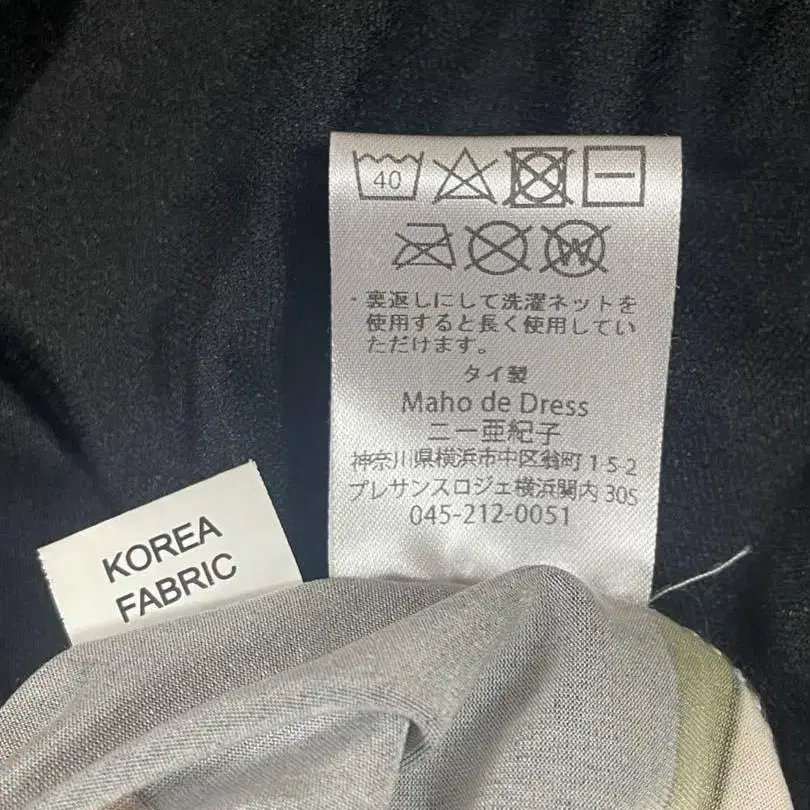 40
W
・裏返しにして洗濯ネットを
使用すると長く使用してい
ただけます。
タイ製
Maho de Dress
ニー亜紀子
神奈川県横浜市中区翁町 1-5-2
プレサンスロジェ横浜関内 305
045-212-0051
KOREA
FABRIC